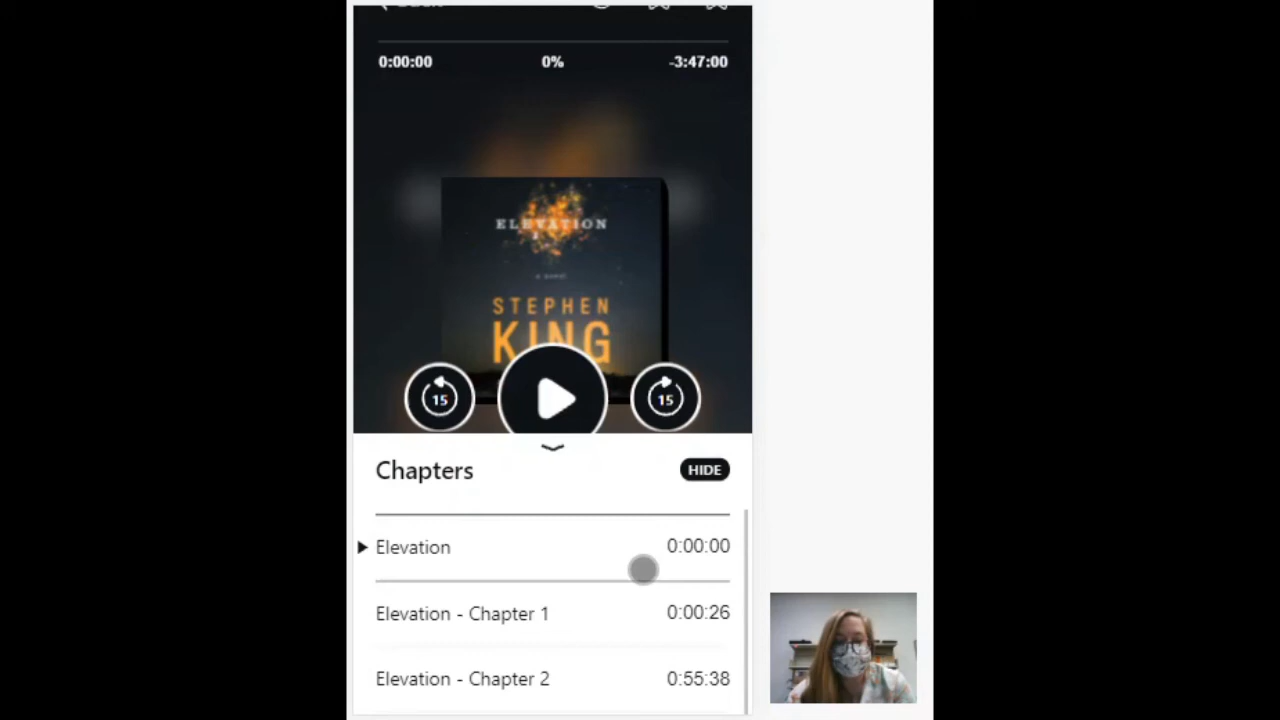 0:00:00 0% -3:47:00
ELEVATION
a novel
STEPHEN
KING
15 15
Chapters HIDE
Elevation 0:00:00
Elevation - Chapter 1 0:00:26
Elevation - Chapter 2 0:55:38